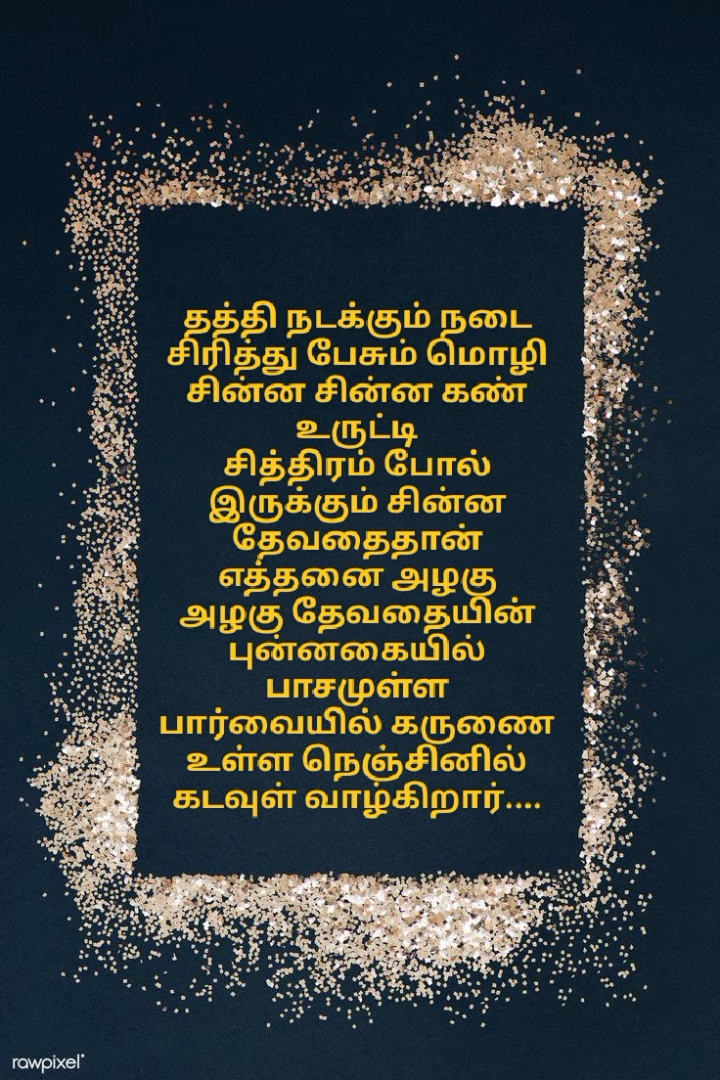 தத்தி நடக்கும் நடை
சிரித்து பேசும் மொழி
சின்ன சின்ன கண்
உருட்டி
சித்திரம் போல்
இருக்கும் சின்ன
தேவதைதான்
எத்தனை அழகு
அழகு தேவதையின்
புன்னகையில்
பாசமுள்ள
பார்வையில் கருணை
உள்ள நெஞ்சினில்
கடவுள் வாழ்கிறார்....
rawpixel